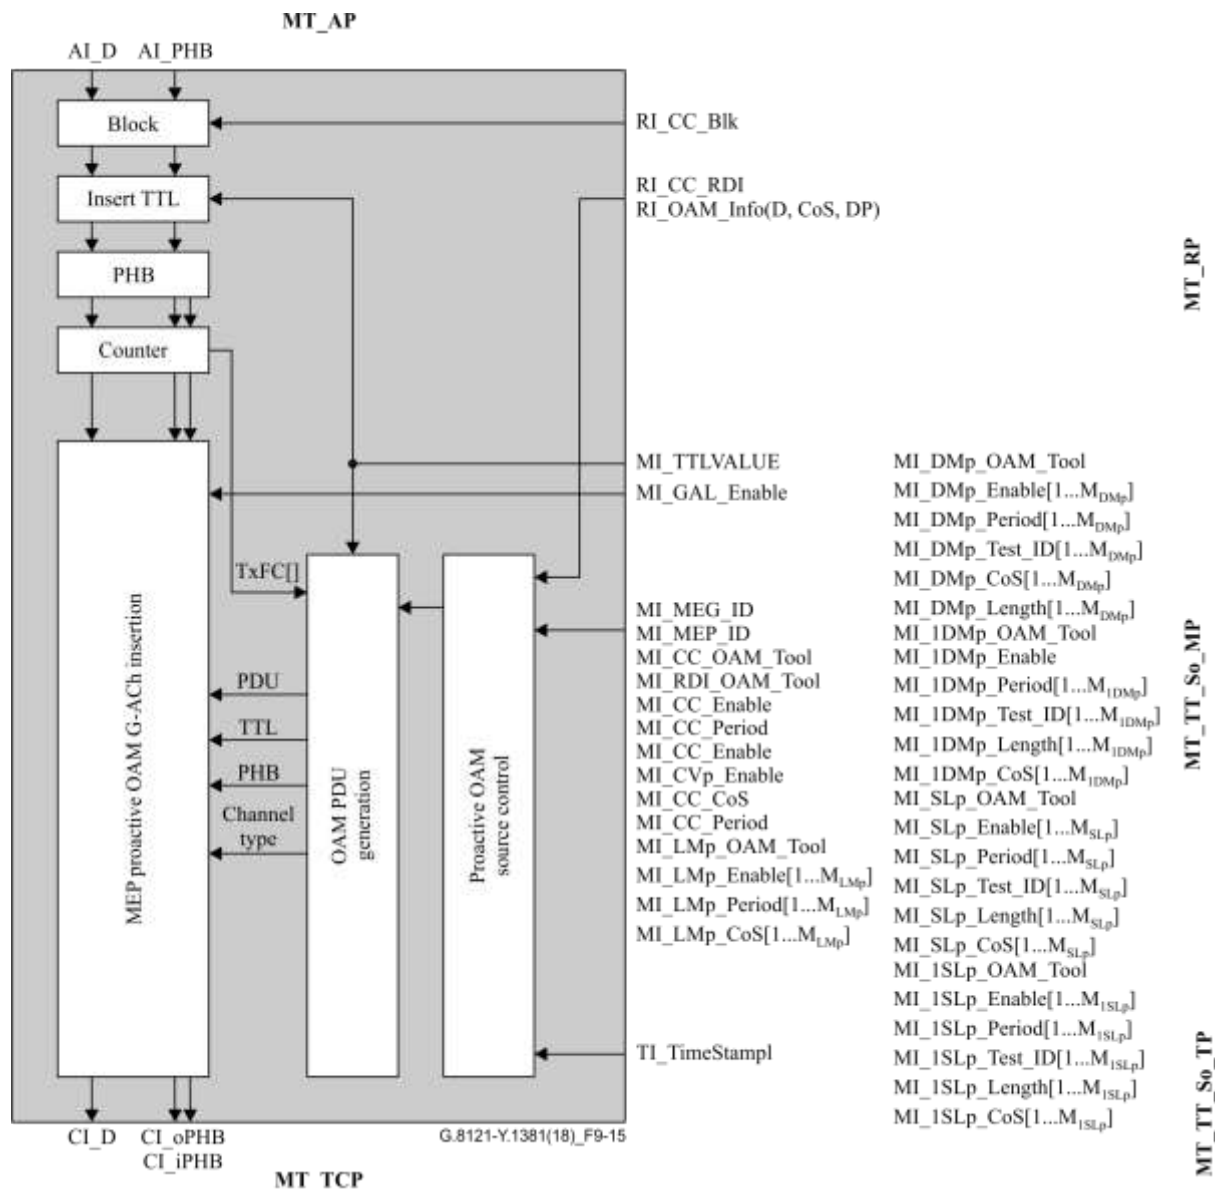 MT_AP
AI_D AI_PHB
Block
RI_CC_Blk
Insert TTL
RI_CC_RDI
RI_OAM_Info(D, CoS, DP)
PHB
MT_RP
Counter
MI_TTLVALUE
MI_GAL_Enable
TxFC[]
MI_MEG_ID
MI_MEP_ID
MI_CC_OAM_Tool
MI_RDI_OAM_Tool
MI_CC_Enable
MI_CC_Period
MI_CC_Enable
MI_CVp_Enable
MI_CC_CoS
MI_CC_Period
MI_LMp_OAM_Tool
MI_LMp_Enable[1...MLMp]
MI_LMp_Period[1...MLMp]
MI_LMp_CoS[1...MLMp]
MI_DMp_OAM_Tool
MI_DMp_Enable[1...MDMp]
MI_DMp_Period[1...MDMp]
MI_DMp_Test_ID[1...MDMp]
MI_DMp_CoS[1...MDMp]
MI_DMp_Length[1...MDMp]
MI_1DMp_OAM_Tool
MI_1DMp_Enable
MI_1DMp_Period[1...M1DMp]
MI_1DMp_Test_ID[1...M1DMp]
MI_1DMp_Length[1...M1DMp]
MI_1DMp_CoS[1...M1DMp]
MI_SLp_OAM_Tool
MI_SLp_Enable[1...MSLp]
MI_SLp_Period[1...MSLp]
MI_SLp_Test_ID[1...MSLp]
MI_SLp_Length[1...MSLp]
MI_SLp_CoS[1...MSLp]
MI_1SLp_OAM_Tool
MI_1SLp_Enable[1...M1SLp]
MI_1SLp_Period[1...M1SLp]
MI_1SLp_Test_ID[1...M1SLp]
MI_1SLp_Length[1...M1SLp]
MI_1SLp_CoS[1...M1SLp]
MT_TT_So_MP
PDU
TTL
PHB
Channel
type
MEP proactive OAM G-ACh insertion
OAM PDU
generation
Proactive OAM
source control
TI_TimeStampl
MT_TT_So_TP
CI_D CI_oPHB
CI_iPHB
G.8121-Y.1381(18)_F9-15
MT_TCP